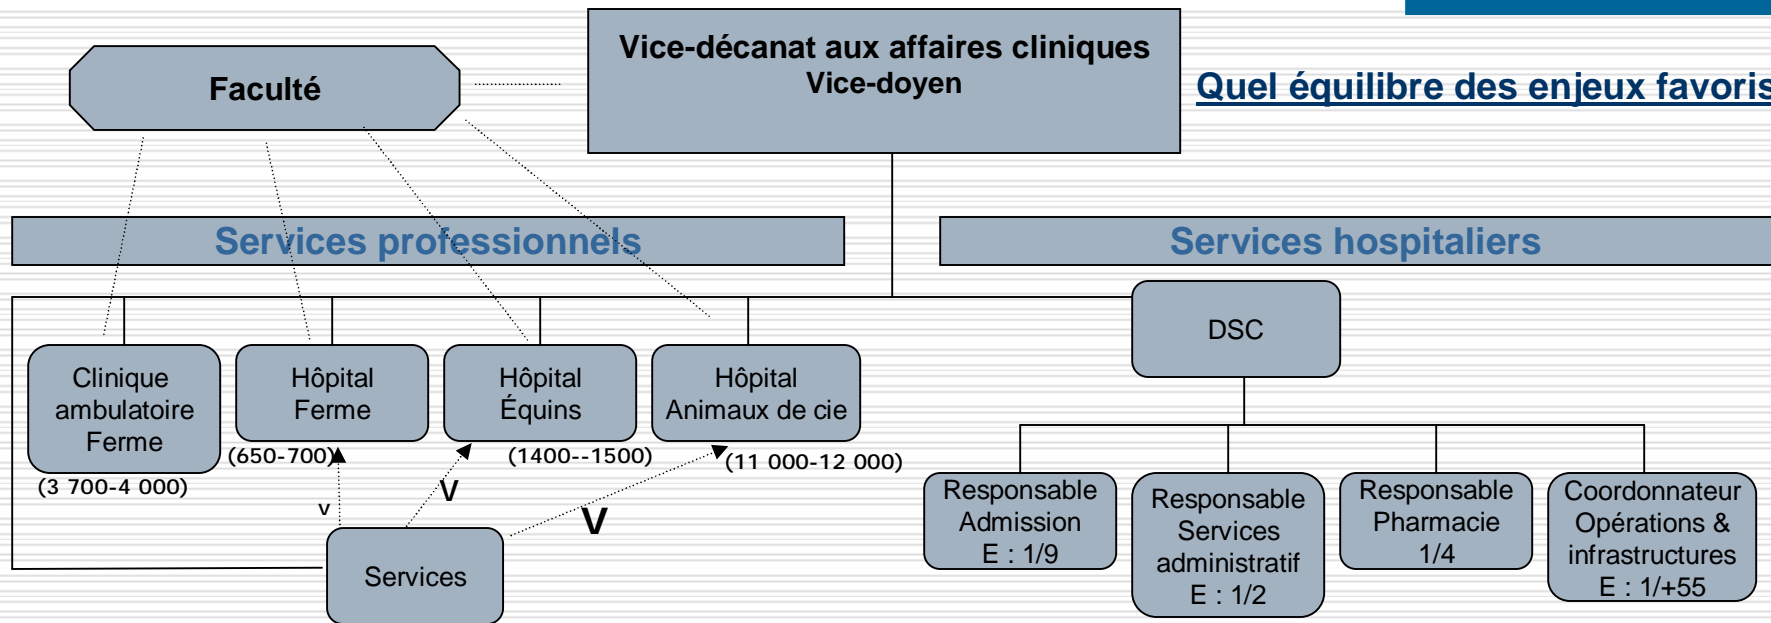 Vice-décanat aux affaires cliniques
Vice-doyen
Faculté
Quel équilibre des enjeux favoris
Services professionnels
Services hospitaliers
DSC
Clinique
ambulatoire
Ferme
(3 700-4 000)
Hôpital
Ferme
(650-700)
Hôpital
Équins
(1400--1500)
Hôpital
Animaux de cie
(11 000-12 000)
v
V
V
Services
Responsable
Admission
E : 1/9
Responsable
Services
administratif
E : 1/2
Responsable
Pharmacie
1/4
Coordonnateur
Opérations &
infrastructures
E : 1/+55